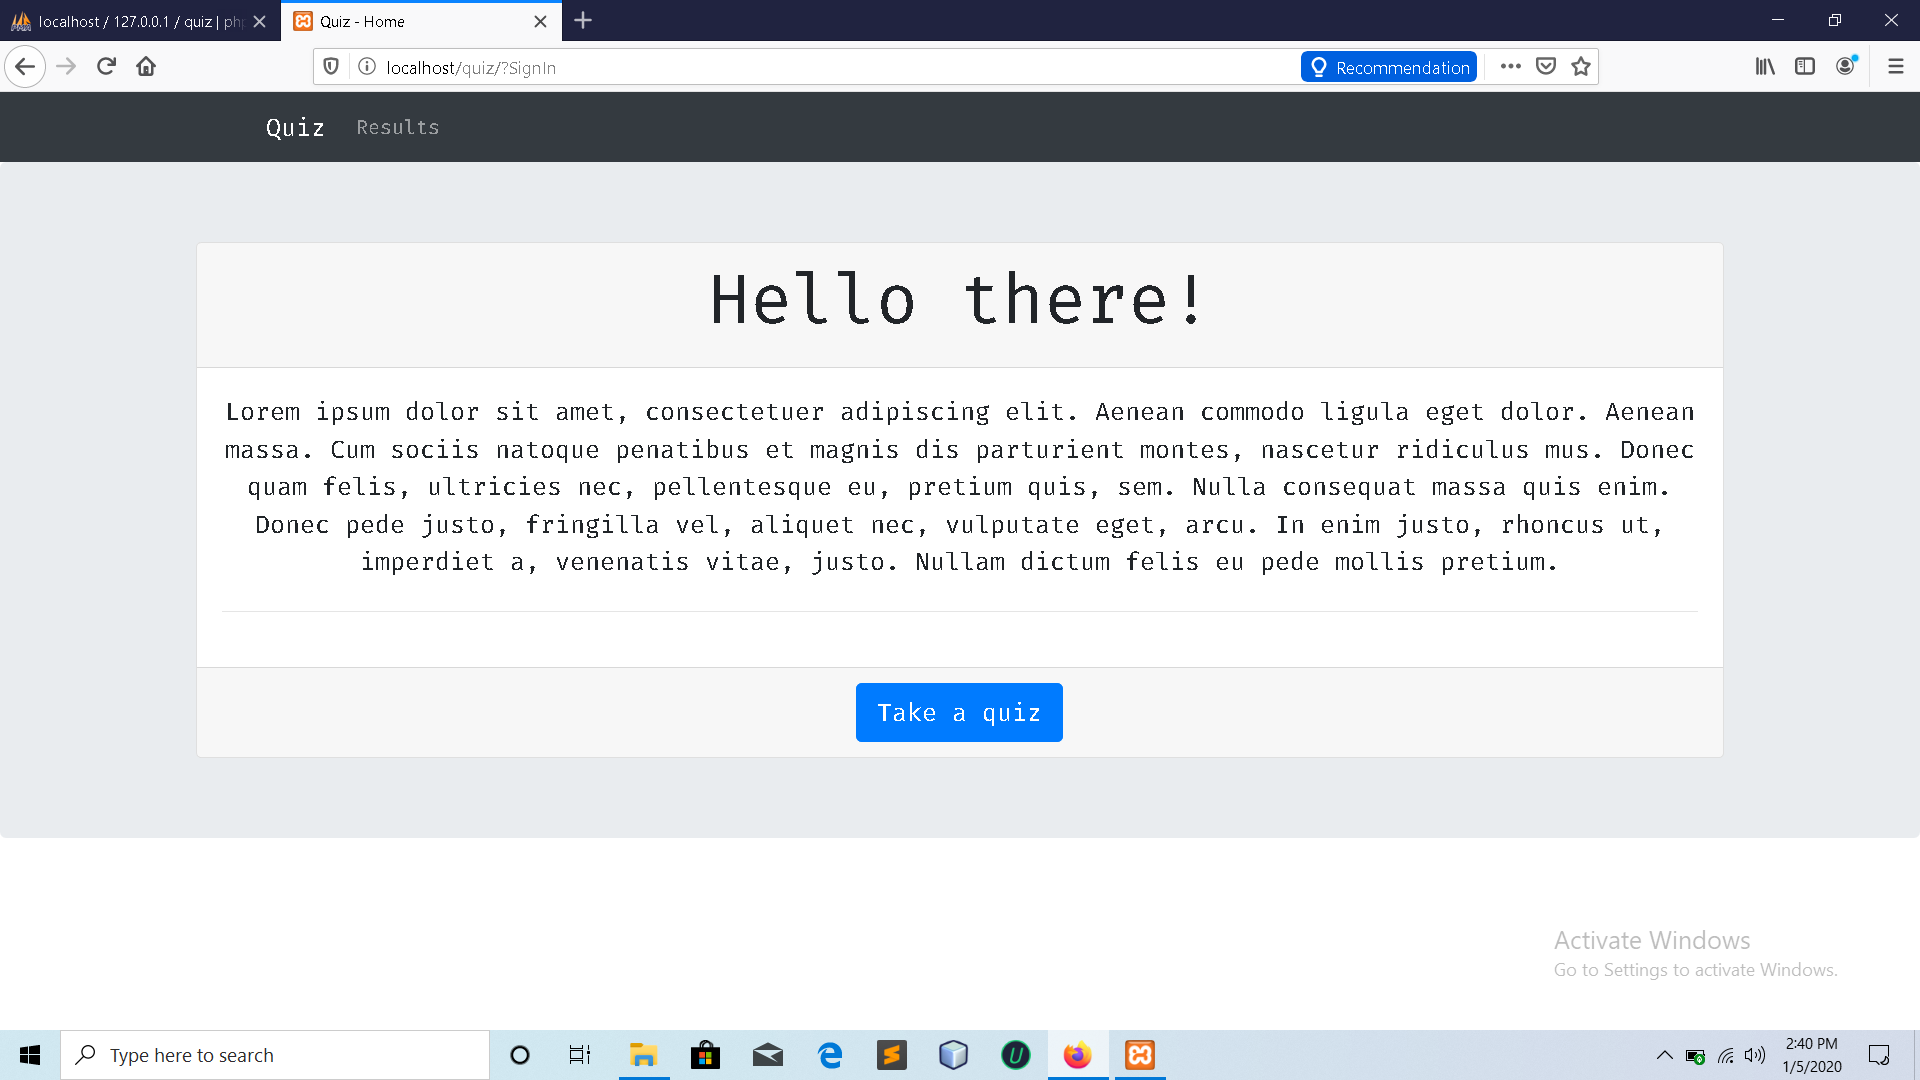 localhost / 127.0.0.1 / quiz | php
Quiz - Home
localhost/quiz/?SignIn
Recommendation
Quiz
Results
Hello there!
Lorem ipsum dolor sit amet, consectetuer adipiscing elit. Aenean commodo ligula eget dolor. Aenean
massa. Cum sociis natoque penatibus et magnis dis parturient montes, nascetur ridiculus mus. Donec
quam felis, ultricies nec, pellentesque eu, pretium quis, sem. Nulla consequat massa quis enim.
Donec pede justo, fringilla vel, aliquet nec, vulputate eget, arcu. In enim justo, rhoncus ut,
imperdiet a, venenatis vitae, justo. Nullam dictum felis eu pede mollis pretium.
Take a quiz
Activate Windows
Go to Settings to activate Windows.
Type here to search
2:40 PM
1/5/2020